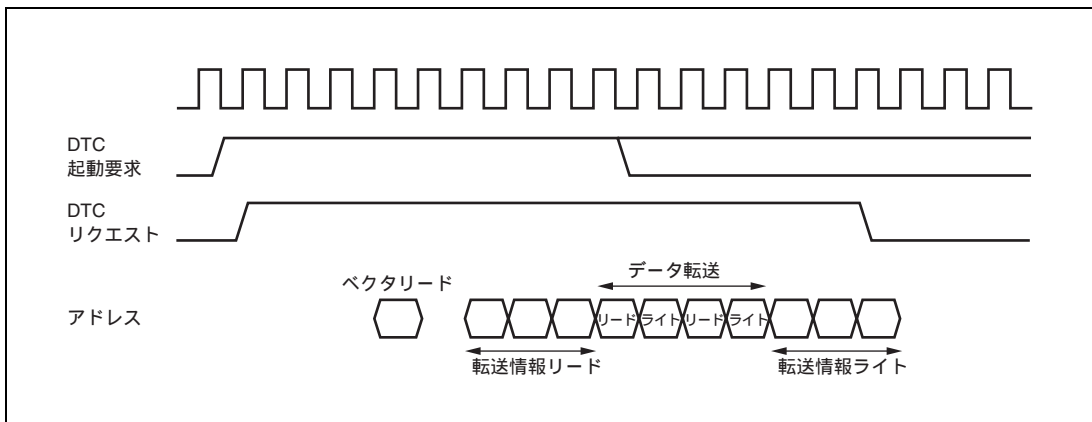 DTC
起動要求
DTC
リクエスト
ベクタリード
データ転送
アドレス
リード
ライト
リード
ライト
転送情報リード
転送情報ライト